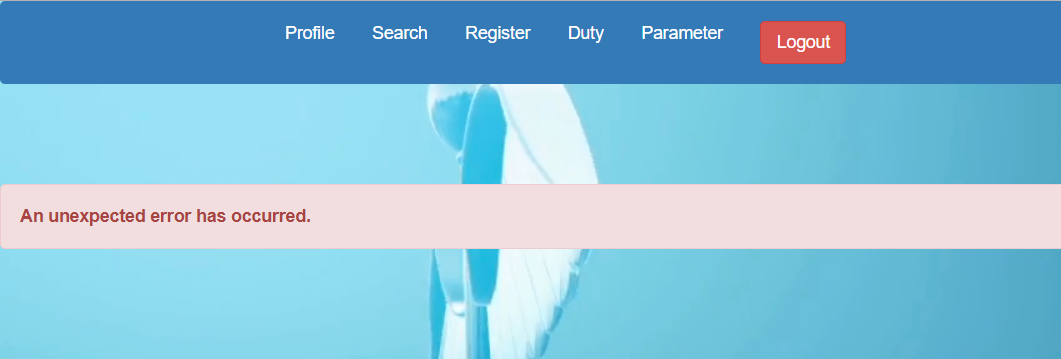 Profile Search Register Duty Parameter Logout
An unexpected error has occurred.